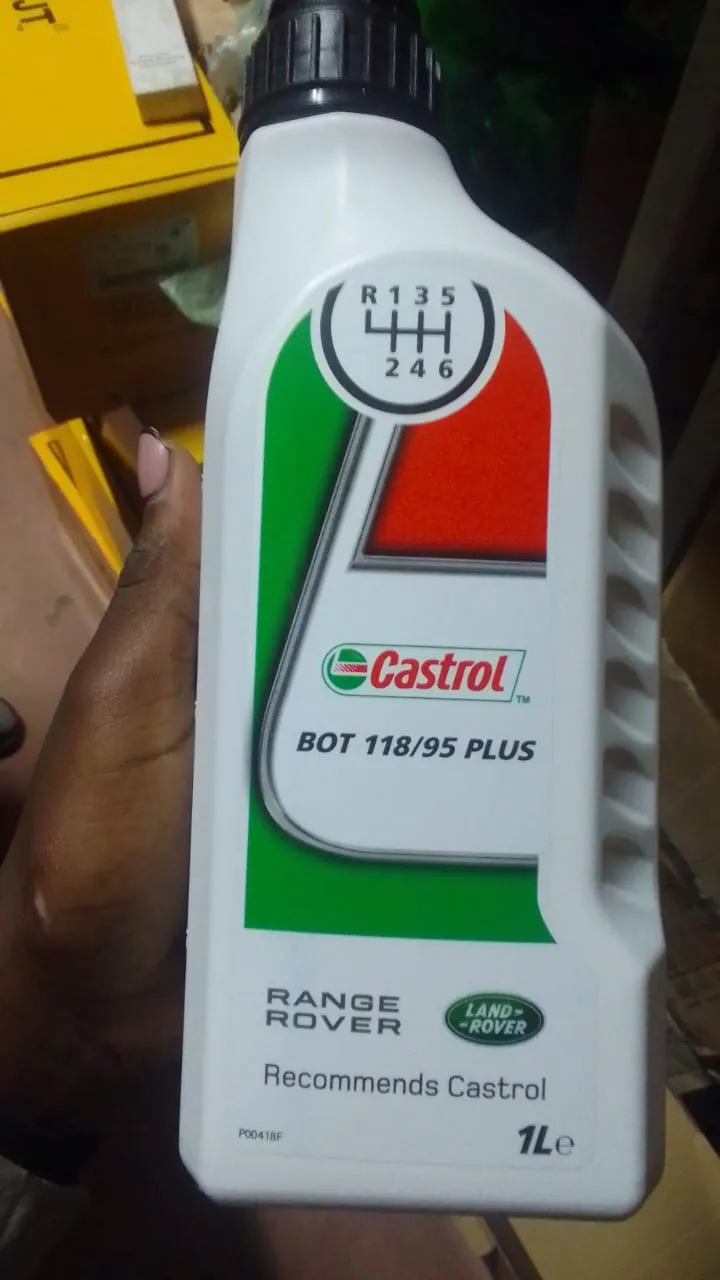 R 1 3 5
2 4 6
Castrol
TM
BOT 118/95 PLUS
RANGE
ROVER
LAND
ROVER
Recommends Castrol
P00418F
1L e